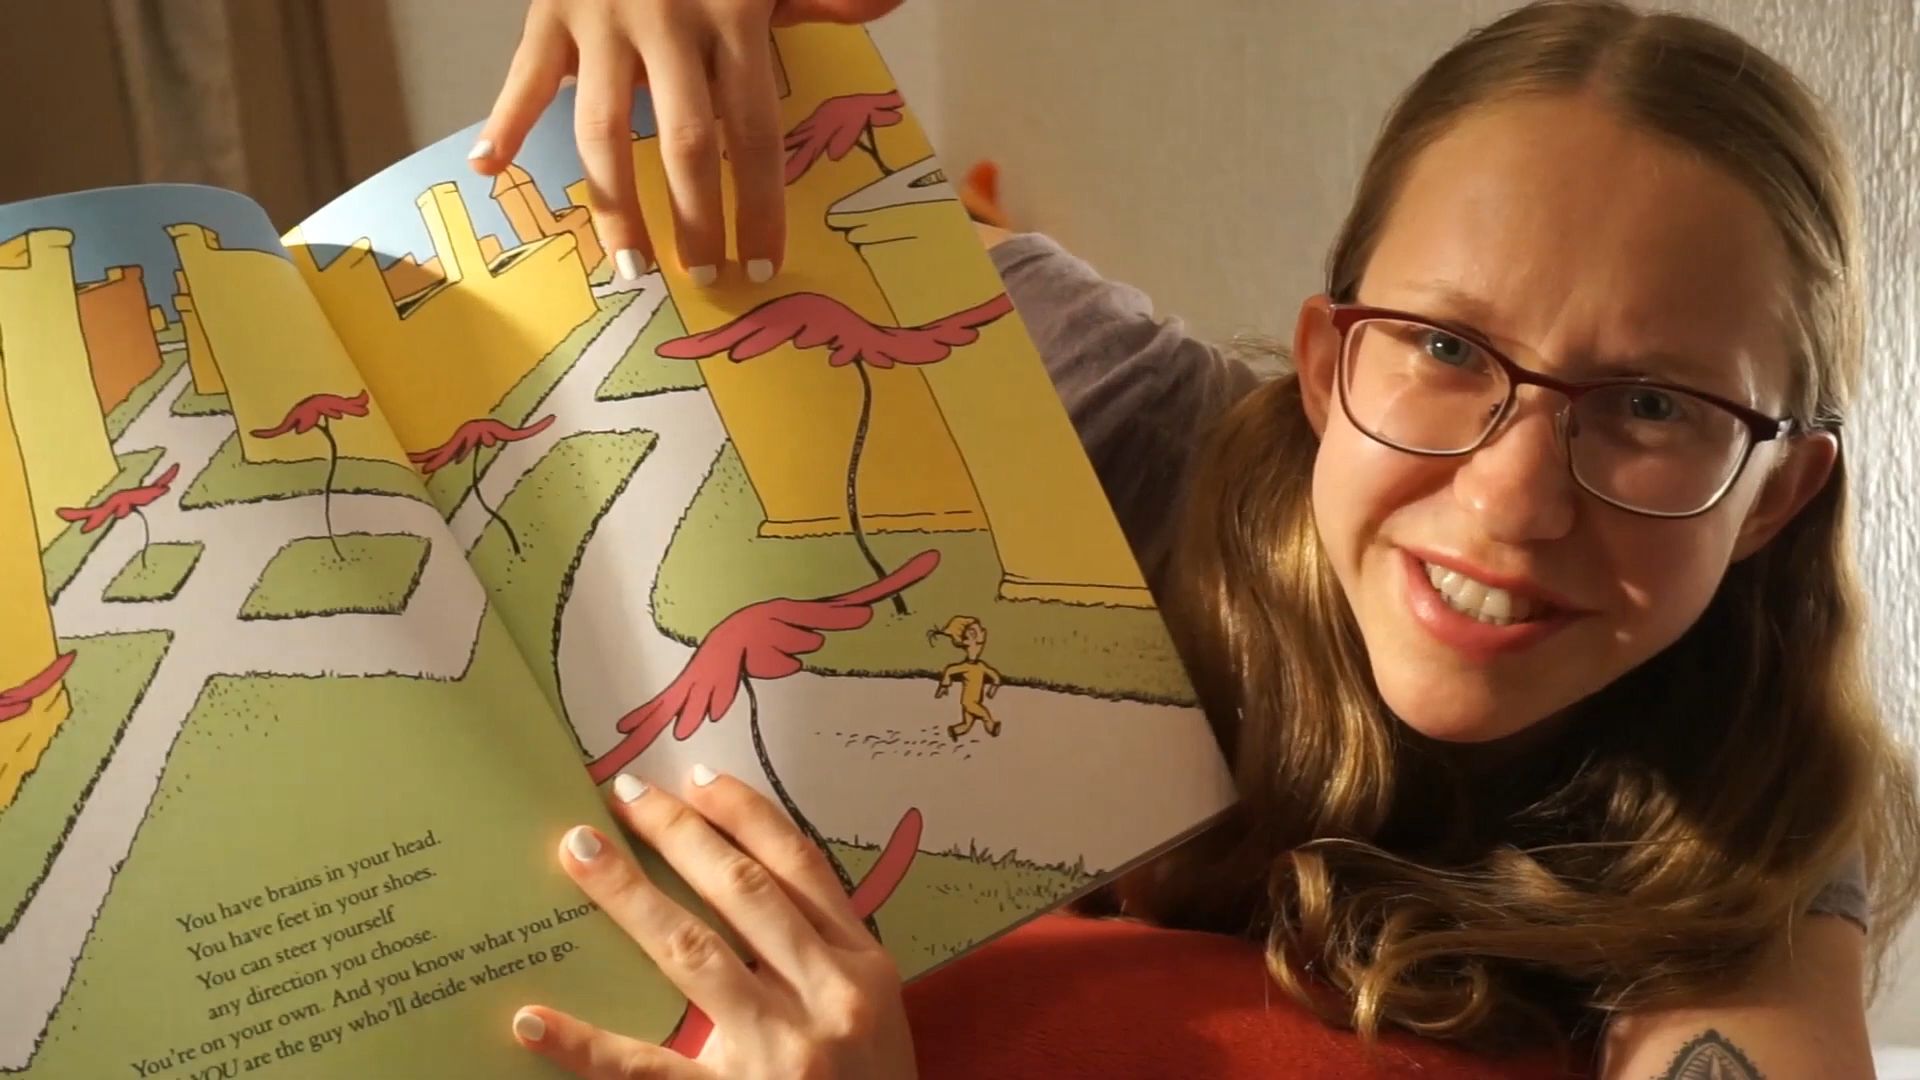 You have brains in your head.
You have feet in your shoes.
You can steer yourself
any direction you choose.
You're on your own. And you know what you know.
YOU are the guy who'll decide where to go.